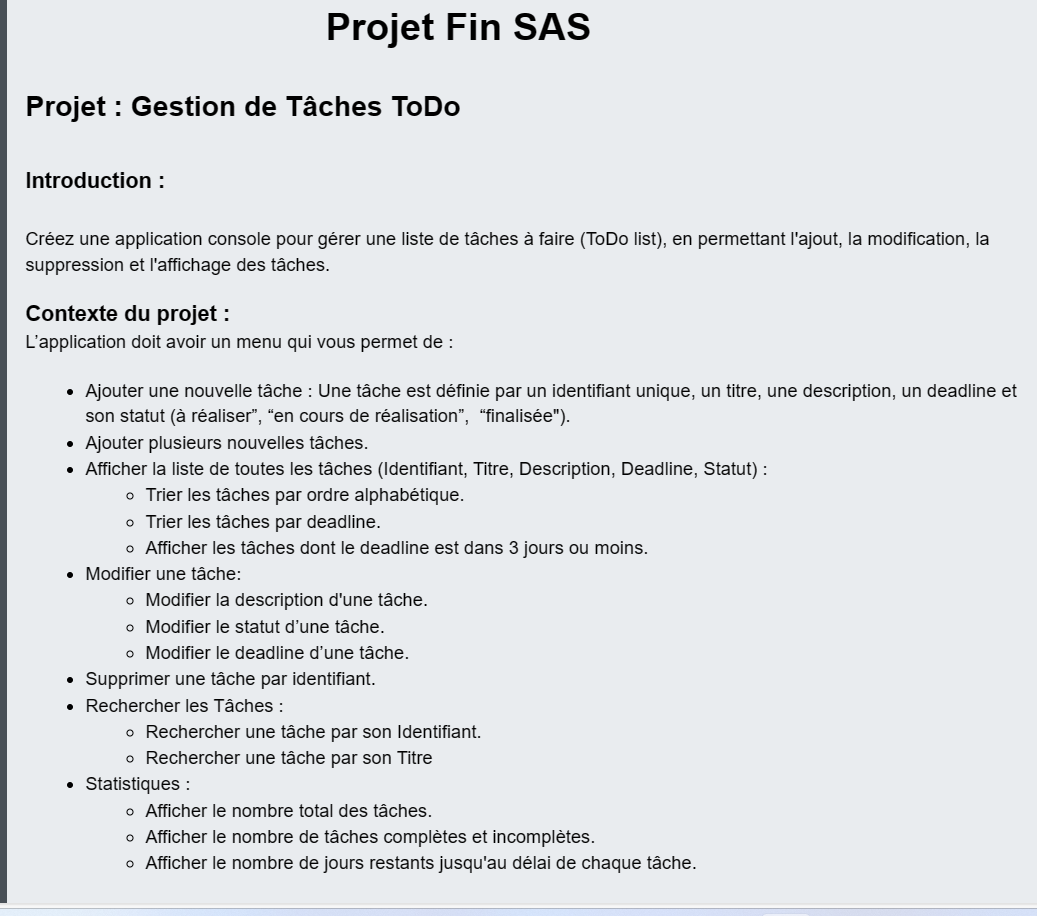 Projet Fin SAS
Projet : Gestion de Tâches ToDo
Introduction :
Créez une application console pour gérer une liste de tâches à faire (ToDo list), en permettant l'ajout, la modification, la
suppression et l'affichage des tâches.
Contexte du projet :
L’application doit avoir un menu qui vous permet de :
• Ajouter une nouvelle tâche : Une tâche est définie par un identifiant unique, un titre, une description, un deadline et
son statut (à réaliser”, “en cours de réalisation”,  “finalisée").
• Ajouter plusieurs nouvelles tâches.
• Afficher la liste de toutes les tâches (Identifiant, Titre, Description, Deadline, Statut) :
◦ Trier les tâches par ordre alphabétique.
◦ Trier les tâches par deadline.
◦ Afficher les tâches dont le deadline est dans 3 jours ou moins.
• Modifier une tâche:
◦ Modifier la description d'une tâche.
◦ Modifier le statut d’une tâche.
◦ Modifier le deadline d’une tâche.
• Supprimer une tâche par identifiant.
• Rechercher les Tâches :
◦ Rechercher une tâche par son Identifiant.
◦ Rechercher une tâche par son Titre
• Statistiques :
◦ Afficher le nombre total des tâches.
◦ Afficher le nombre de tâches complètes et incomplètes.
◦ Afficher le nombre de jours restants jusqu'au délai de chaque tâche.